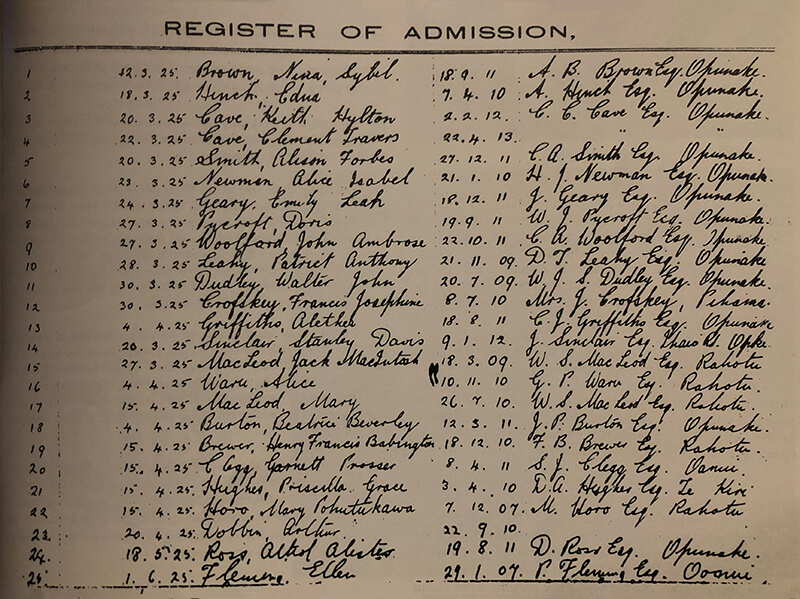 REGISTER OF ADMISSION,
1 12. 3. 25. Brown, Nina, Sybil. 18. 9. 11 A. B. Brown Esq. Opunake.
2 18. 3. 25 Hinch, Edna 7. 4. 10 A. Hinch Esq. Opunake.
3 20. 3. 25 Cave, Keith Hylton 2. 2. 12. C. E. Cave Esq. Opunake.
4 22. 3. 25 Cave, Clement Travers 22. 4. 13. " "
5 20. 3. 25 Smith, Alison Forbes 27. 12. 11 C. A. Smith Esq. Opunake.
6 23. 3. 25 Newman Alice Isabel 21. 1. 10 H. J. Newman Esq. Opunake.
7 24. 3. 25 Geary, Emily Leah 18. 12. 11 J. Geary Esq. Opunake.
8 27. 3. 25 Pycroft, Doris 19. 9. 11 W. J. Pycroft Esq. Opunake.
9 27. 3. 25 Woolford, John Ambrose 22. 10. 11 C. A. Woolford Esq. Opunake
10 28. 3. 25 Leahy, Patrick Anthony 21. 11. 09. D. T. Leahy Esq. Opunake
11 30. 3. 25 Dudley, Walter John 20. 7. 09. W. J. S. Dudley Esq. Opunake.
12 30. 3. 25 Crofskey, Francis Josephine 8. 7. 10 Mrs. J. Crofskey, Pihama.
13 4. 4. 25 Griffiths, Alethea 18. 8. 11 C. J. Griffiths Esq. Opunake
14 20. 3. 25 Sinclair Stanley Davis 9. 1. 12. J. Sinclair Esq. Ihaia Rd. Opke.
15 27. 3. 25 MacLeod Jack MacIntosh 18. 3. 09. W. S. MacLeod Esq. Rahotu
16 4. 4. 25 Waru, Alice 10. 11. 10 G. P. Waru Esq. Rahotu.
17 15. 4. 25 MacLeod, Mary 26. 7. 10. W. S. MacLeod Esq. Rahotu.
18 4. 4. 25 Burton, Beatrice Beverley 12. 3. 11 J. P. Burton Esq. Opunake.
19 15. 4. 25 Brewer, Henry Francis Babington 18. 12. 10. F. B. Brewer Esq. Rahotu.
20 15. 4. 25. Clegg, Garnett Prosser 8. 4. 11 S. J. Clegg Esq. Oaonui.
21 15. 4. 25. Hughes, Priscilla Grace 3. 4. 10 D. A. Hughes Esq. Te Kiri
22 15. 4. 25 Horo, Mary Pohutukawa 7. 12. 07. M. Horo Esq. Rahotu
23 20. 4. 25 Dobbin, Arthur. 22. 9. 10.
24. 18. 5. 25 Ross, Alister 19. 8. 11 D. Ross Esq. Opunake.
25. 1. 6. 25 Fleming, Ellen 29. 1. 07. P. Fleming Esq. Oaonui.